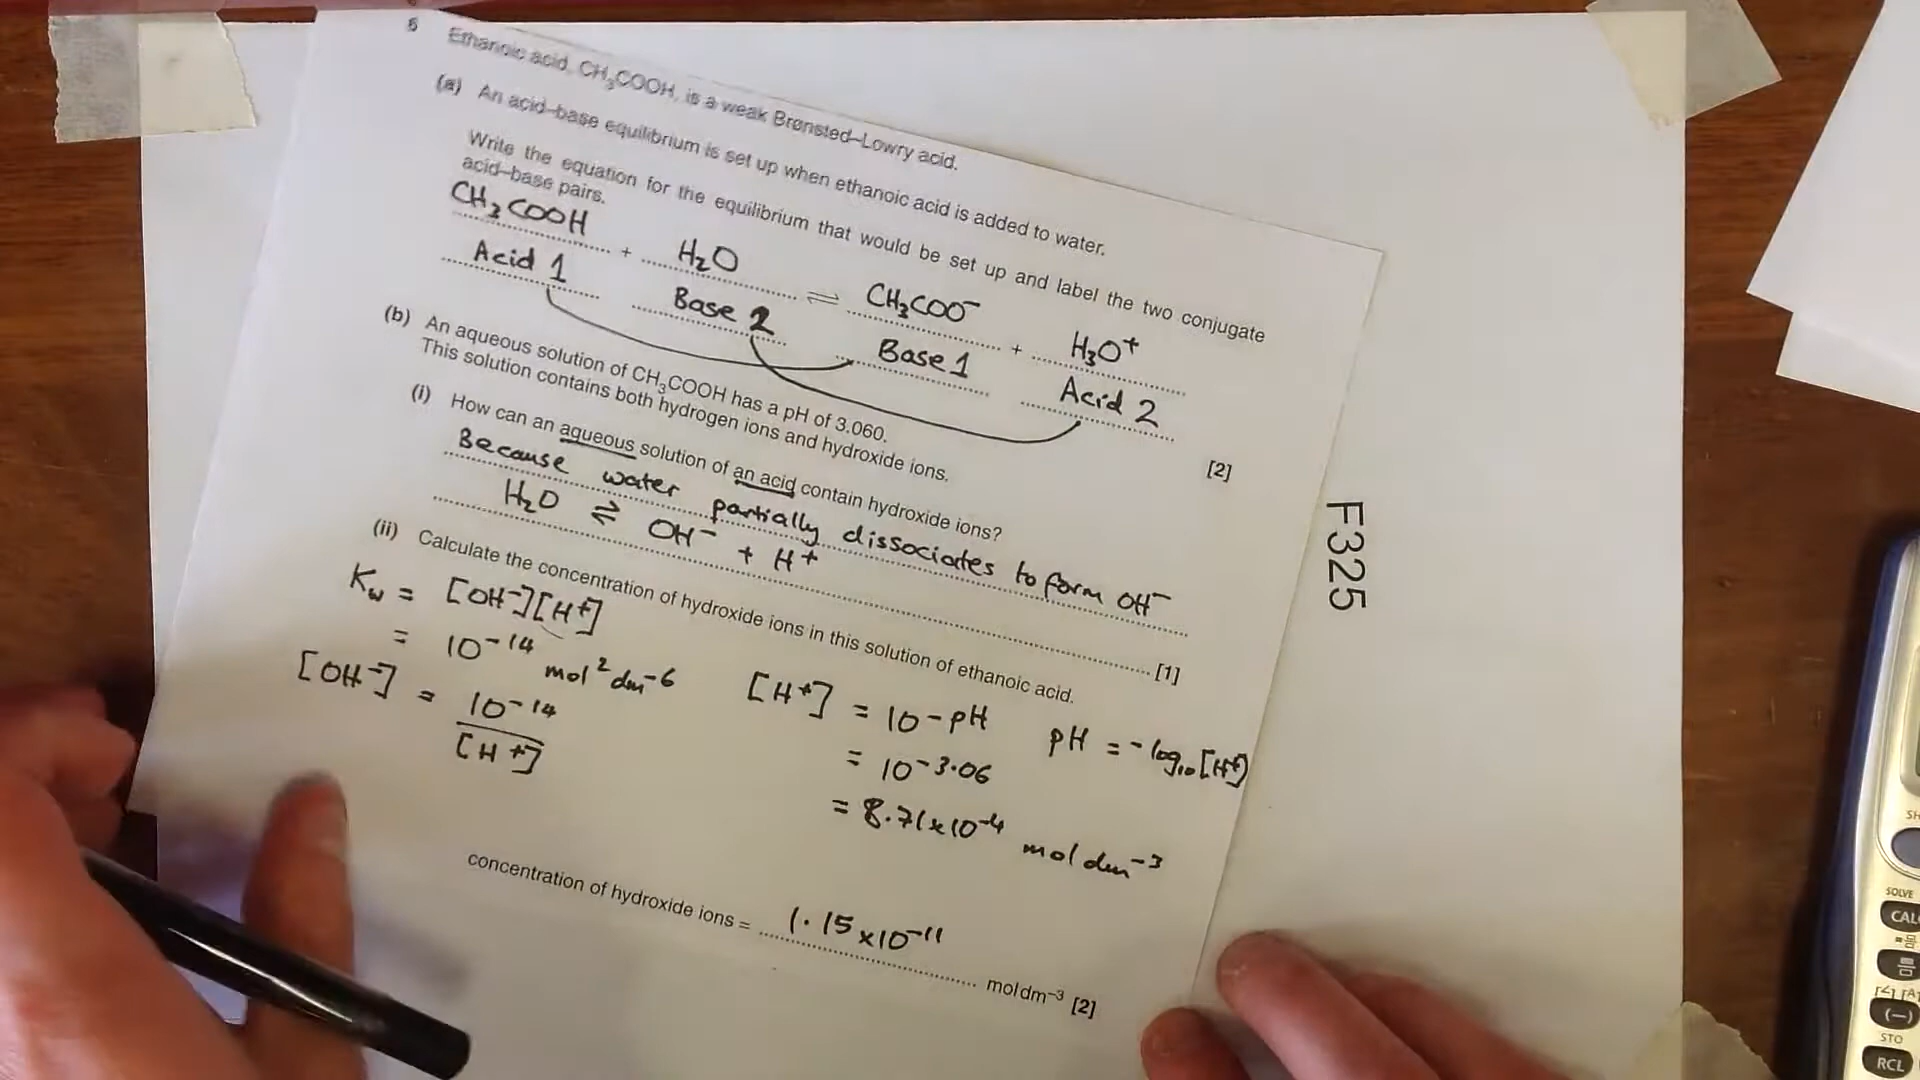 5 Ethanoic acid, CH₃COOH, is a weak Brønsted–Lowry acid.
(a) An acid–base equilibrium is set up when ethanoic acid is added to water.
Write the equation for the equilibrium that would be set up and label the two conjugate
acid–base pairs.
CH₃COOH + H₂O ⇌ CH₃COO⁻ + H₃O⁺
Acid 1 Base 2 Base 1 Acid 2
[2]
(b) An aqueous solution of CH₃COOH has a pH of 3.060.
This solution contains both hydrogen ions and hydroxide ions.
(i) How can an aqueous solution of an acid contain hydroxide ions?
Because water partially dissociates to form OH⁻
H₂O ⇌ OH⁻ + H⁺
[1]
(ii) Calculate the concentration of hydroxide ions in this solution of ethanoic acid.
Kw = [OH⁻][H⁺]
= 10⁻¹⁴ mol²dm⁻⁶
[OH⁻] = 10⁻¹⁴
[H⁺]
[H⁺] = 10⁻ᵖᴴ pH = -log₁₀[H⁺]
= 10⁻³·⁰⁶
= 8.71×10⁻⁴ mol dm⁻³
concentration of hydroxide ions = 1.15×10⁻¹¹ mol dm⁻³ [2]
F325
SOLVE
CAL
(−)
STO
RCL